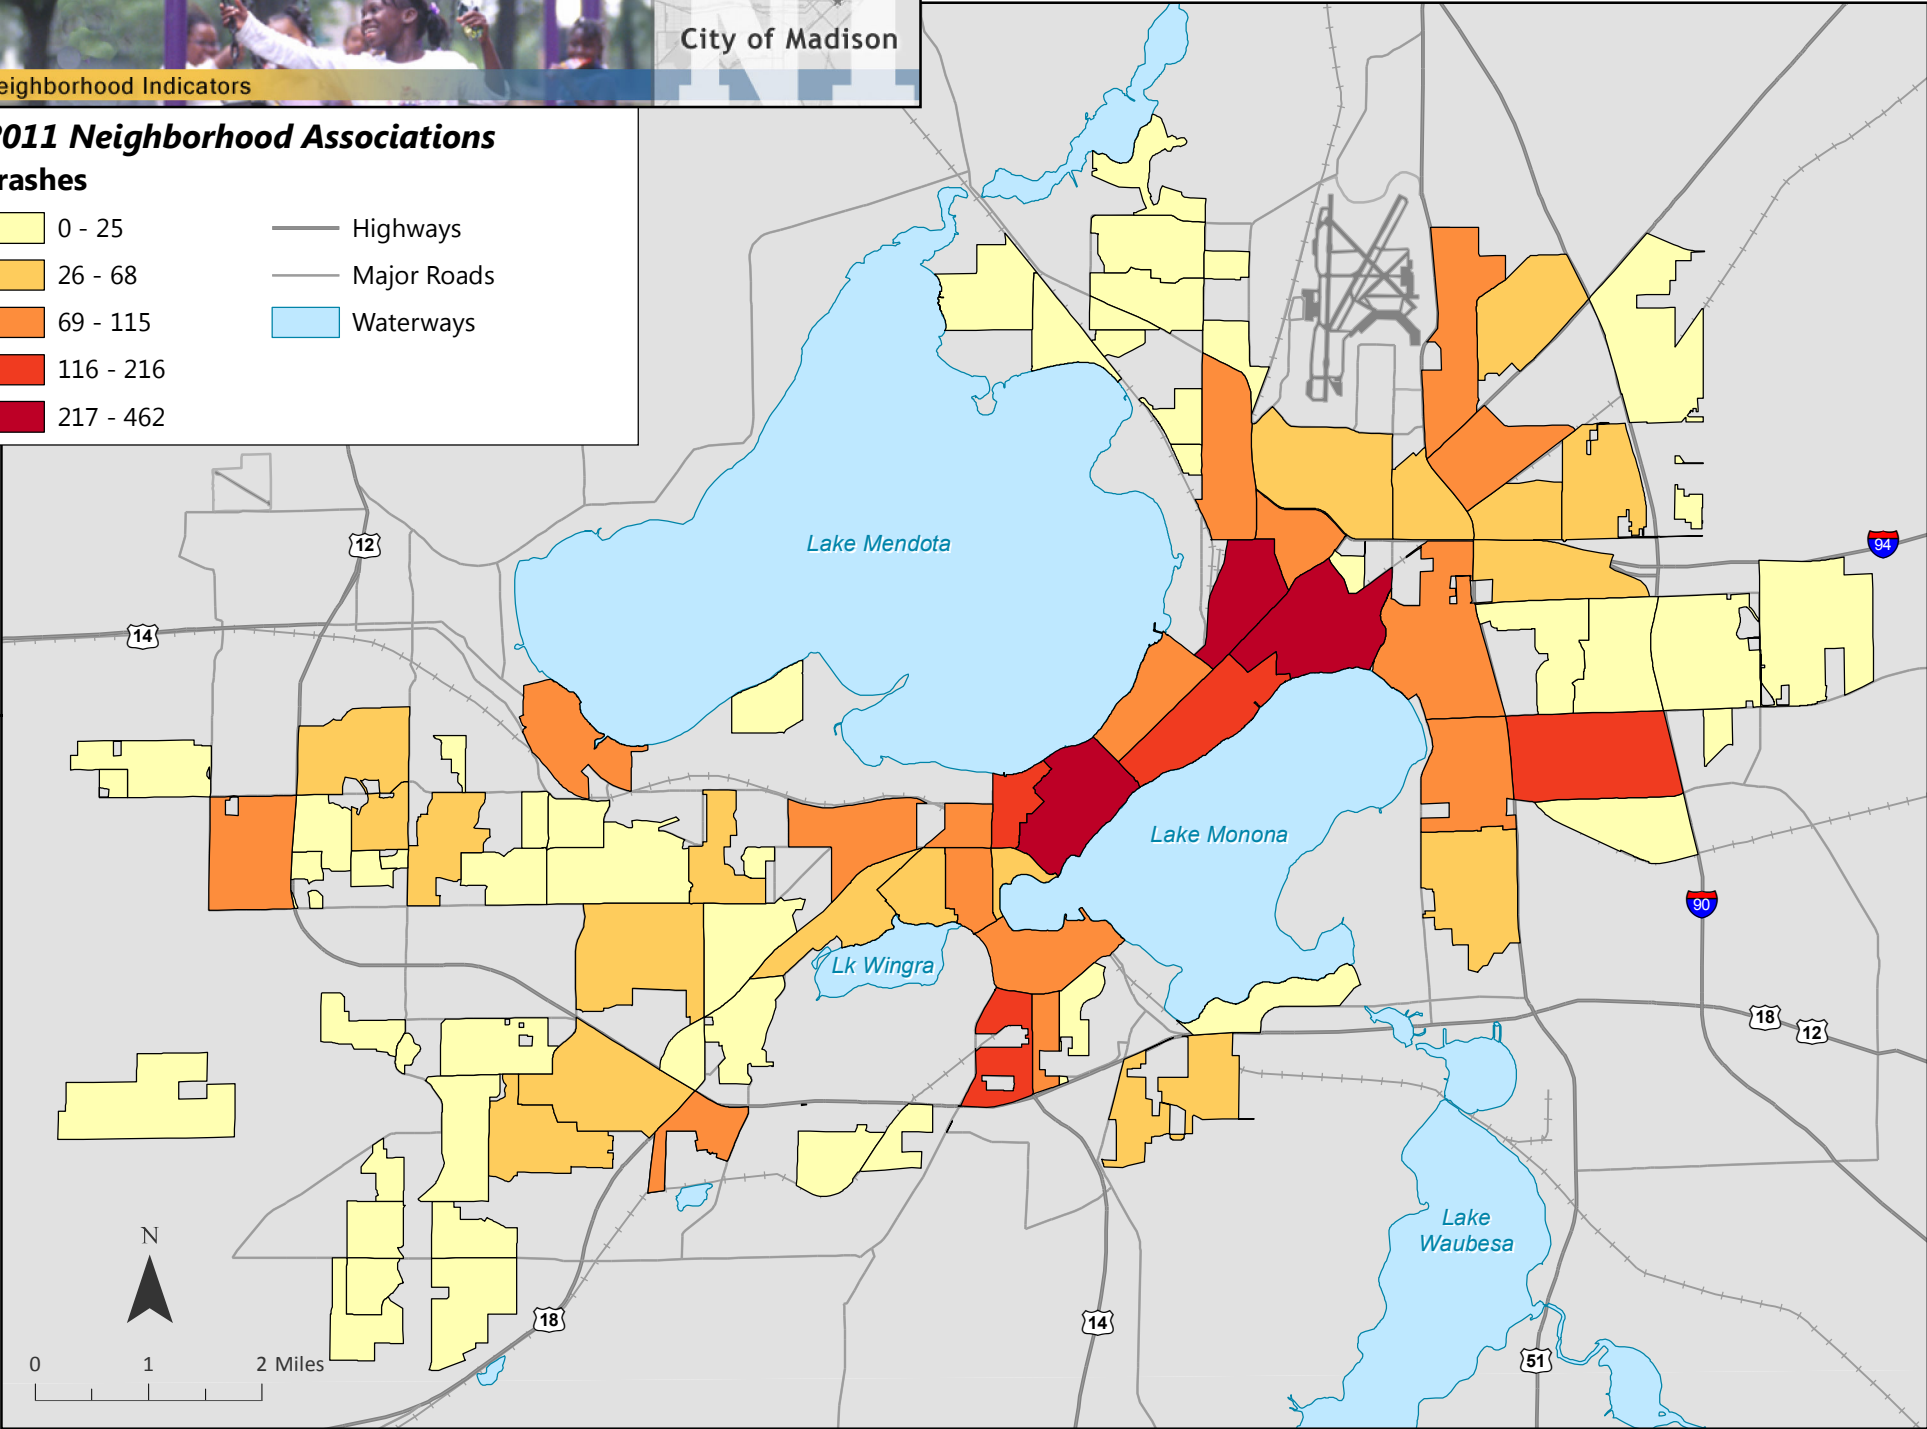 City of Madison
eighborhood Indicators
2011 Neighborhood Associations
rashes
0 - 25
26 - 68
69 - 115
116 - 216
217 - 462
Highways
Major Roads
Waterways
Lake Mendota
12
94
14
Lake Monona
90
Lk Wingra
18
12
Lake
Waubesa
N
18
14
51
0 1 2 Miles